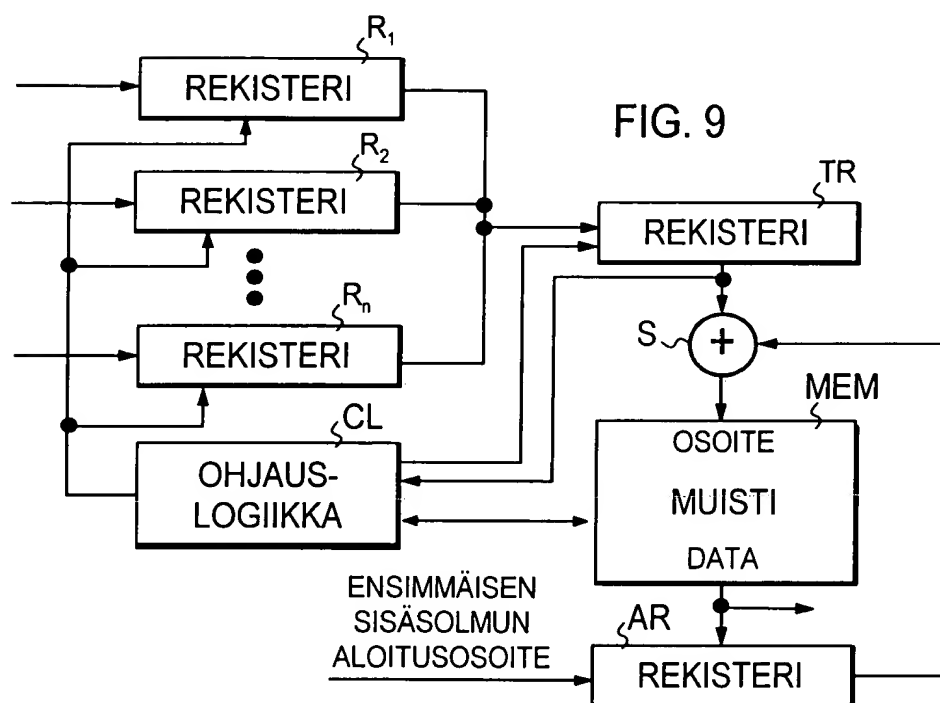 R1
REKISTERI
FIG. 9
R2
REKISTERI
TR
REKISTERI
Rn
REKISTERI
S
+
MEM
CL
OHJAUS-
LOGIIKKA
OSOITE
MUISTI
DATA
ENSIMMÄISEN
SISÄSOLMUN
ALOITUSOSOITE
AR
REKISTERI